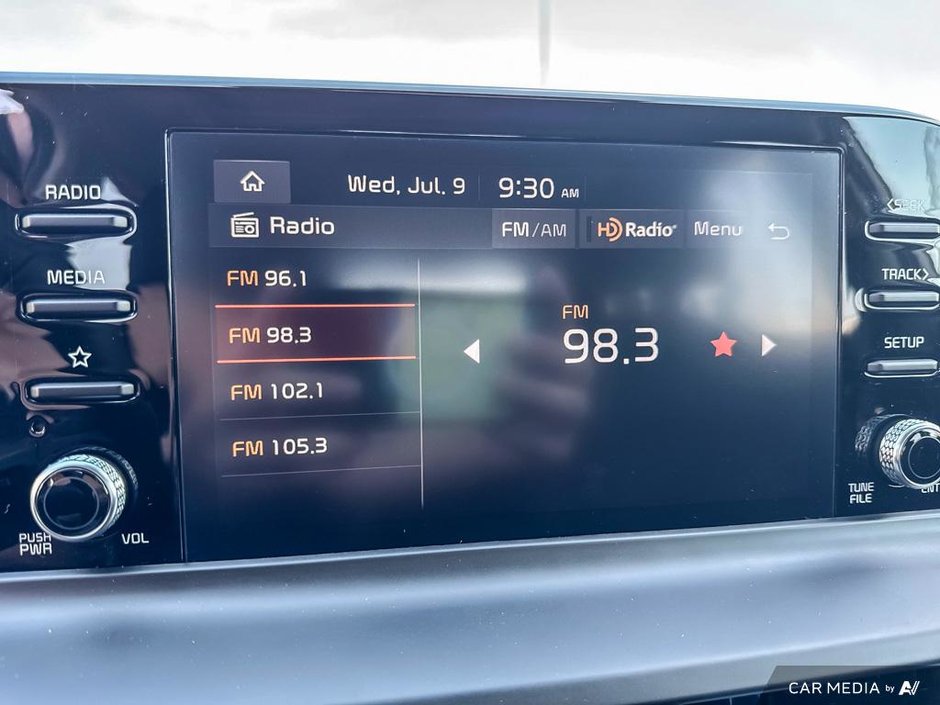 Wed, Jul. 9 9:30 AM
RADIO
<SEEK
Radio FM/AM HD Radio® Menu
MEDIA
FM 96.1
TRACK>
FM 98.3
FM
98.3
SETUP
FM 102.1
FM 105.3
PUSH
PWR
VOL
TUNE
FILE
CAR MEDIA by